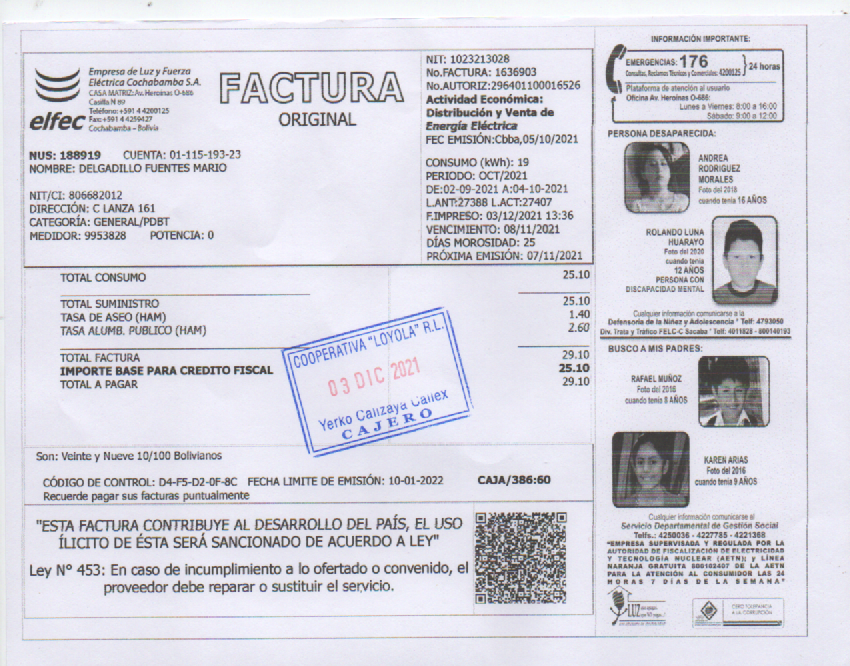 elfec
Empresa de Luz y Fuerza
Eléctrica Cochabamba S.A.
CASA MATRIZ:Av.Heroinas O-686
Casilla N 89
Teléfono:+591 4 4200125
Fax:+591 4 4259427
Cochabamba - Bolivia
FACTURA
ORIGINAL
NUS: 188919 CUENTA: 01-115-193-23
NOMBRE: DELGADILLO FUENTES MARIO
NIT/CI: 806682012
DIRECCIÓN: C LANZA 161
CATEGORÍA: GENERAL/PDBT
MEDIDOR: 9953828 POTENCIA: 0
NIT: 1023213028
No.FACTURA: 1636903
No.AUTORIZ:296401100016526
Actividad Económica:
Distribución y Venta de
Energía Eléctrica
FEC EMISIÓN:Cbba,05/10/2021
CONSUMO (kWh): 19
PERIODO: OCT/2021
DE:02-09-2021 A:04-10-2021
L.ANT:27388 L.ACT:27407
F.IMPRESO: 03/12/2021 13:36
VENCIMIENTO: 08/11/2021
DÍAS MOROSIDAD: 25
PRÓXIMA EMISIÓN: 07/11/2021
TOTAL CONSUMO 25.10
TOTAL SUMINISTRO 25.10
TASA DE ASEO (HAM) 1.40
TASA ALUMB. PUBLICO (HAM) 2.60
TOTAL FACTURA 29.10
IMPORTE BASE PARA CREDITO FISCAL 25.10
TOTAL A PAGAR 29.10
COOPERATIVA "LOYOLA" R.L.
03 DIC 2021
Yerko Calizaya Callex
CAJERO
Son: Veinte y Nueve 10/100 Bolivianos
CÓDIGO DE CONTROL: D4-F5-D2-0F-8C FECHA LIMITE DE EMISIÓN: 10-01-2022 CAJA/386:60
Recuerde pagar sus facturas puntualmente
"ESTA FACTURA CONTRIBUYE AL DESARROLLO DEL PAÍS, EL USO
ÍLICITO DE ÉSTA SERÁ SANCIONADO DE ACUERDO A LEY"
Ley N° 453: En caso de incumplimiento a lo ofertado o convenido, el
proveedor debe reparar o sustituir el servicio.
INFORMACIÓN IMPORTANTE:
EMERGENCIAS: 176
Consultas, Reclamos Técnicos y Comerciales: 4200125
24 horas
Plataforma de atención al usuario
Oficina Av. Heroínas O-686:
Lunes a Viernes: 8:00 a 16:00
Sábado: 9:00 a 12:00
PERSONA DESAPARECIDA:
ANDREA
RODRIGUEZ
MORALES
Foto del 2018
cuando tenía 16 AÑOS
ROLANDO LUNA
HUARAYO
Foto del 2020
cuando tenía
12 AÑOS
PERSONA CON
DISCAPACIDAD MENTAL
Cualquier información comunicarse a la
Defensoría de la Niñez y Adolescencia * Telf: 4793050
Div. Trata y Tráfico FELC-C Sacaba * Telf: 4011828 - 800140193
BUSCO A MIS PADRES:
RAFAEL MUÑOZ
Foto del 2016
cuando tenía 8 AÑOS
KAREN ARIAS
Foto del 2016
cuando tenía 9 AÑOS
Cualquier información comunicarse al
Servicio Departamental de Gestión Social
Telfs.: 4250036 - 4227785 - 4221368
"EMPRESA SUPERVISADA Y REGULADA POR LA
AUTORIDAD DE FISCALIZACIÓN DE ELECTRICIDAD
Y TECNOLOGÍA NUCLEAR (AETN) y LÍNEA
NARANJA GRATUITA 800102407 DE LA AETN
PARA LA ATENCIÓN AL CONSUMIDOR LAS 24
HORAS 7 DIAS DE LA SEMANA"
LUZ
CERO TOLERANCIA
A LA CORRUPCIÓN